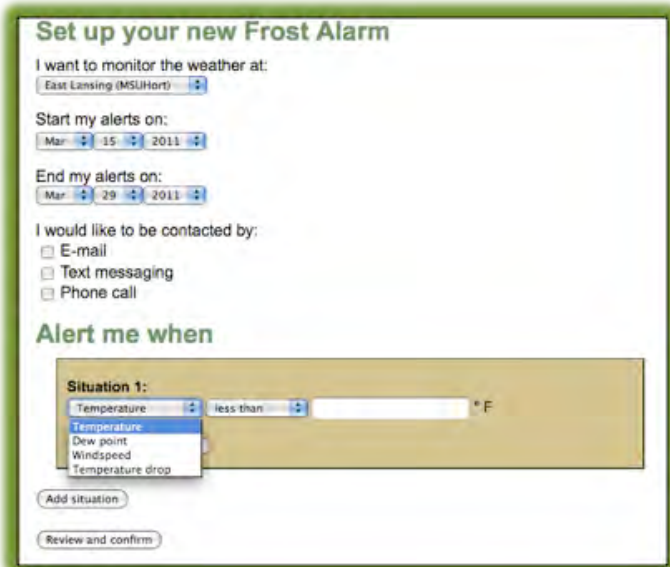 Set up your new Frost Alarm
I want to monitor the weather at:
East Lansing (MSUHort)
Start my alerts on:
Mar 15 2011
End my alerts on:
Mar 29 2011
I would like to be contacted by:
E-mail
Text messaging
Phone call
Alert me when
Situation 1:
Temperature less than ° F
Temperature
Dew point
Windspeed
Temperature drop
Add situation
Review and confirm